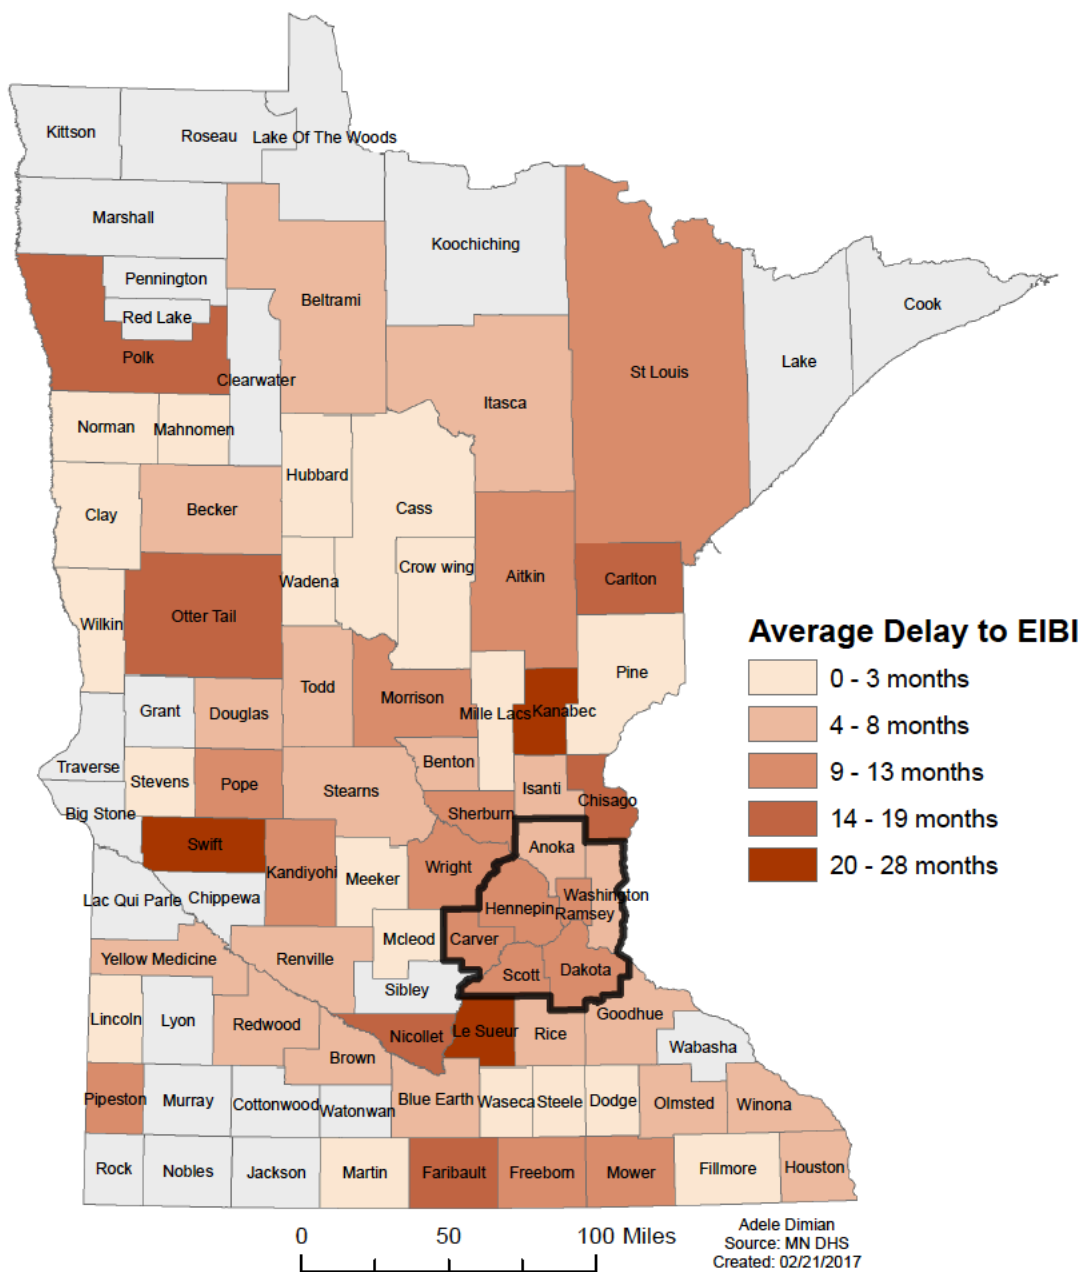 Kittson
Roseau
Lake Of The Woods
Marshall
Koochiching
Pennington
Beltrami
Red Lake
Cook
Polk
Lake
St Louis
Clearwater
Itasca
Norman
Mahnomen
Hubbard
Cass
Becker
Clay
Crow wing
Aitkin
Carlton
Wadena
Otter Tail
Wilkin
Average Delay to EIBI
Pine
0 - 3 months
Todd
Morrison
Grant
Douglas
Mille Lacs
Kanabec
4 - 8 months
Traverse
Benton
9 - 13 months
Stevens
Pope
Stearns
Isanti
Chisago
Big Stone
Sherburn
14 - 19 months
Swift
Anoka
20 - 28 months
Kandiyohi
Wright
Meeker
Lac Qui Parle
Chippewa
Washington
Hennepin
Ramsey
Mcleod
Carver
Yellow Medicine
Renville
Scott
Dakota
Sibley
Lincoln
Lyon
Redwood
Goodhue
Nicollet
Le Sueur
Rice
Wabasha
Brown
Pipeston
Murray
Cottonwood
Watonwan
Blue Earth
Waseca
Steele
Dodge
Olmsted
Winona
Rock
Nobles
Jackson
Martin
Faribault
Freeborn
Mower
Fillmore
Houston
0 50 100 Miles
Adele Dimian
Source: MN DHS
Created: 02/21/2017